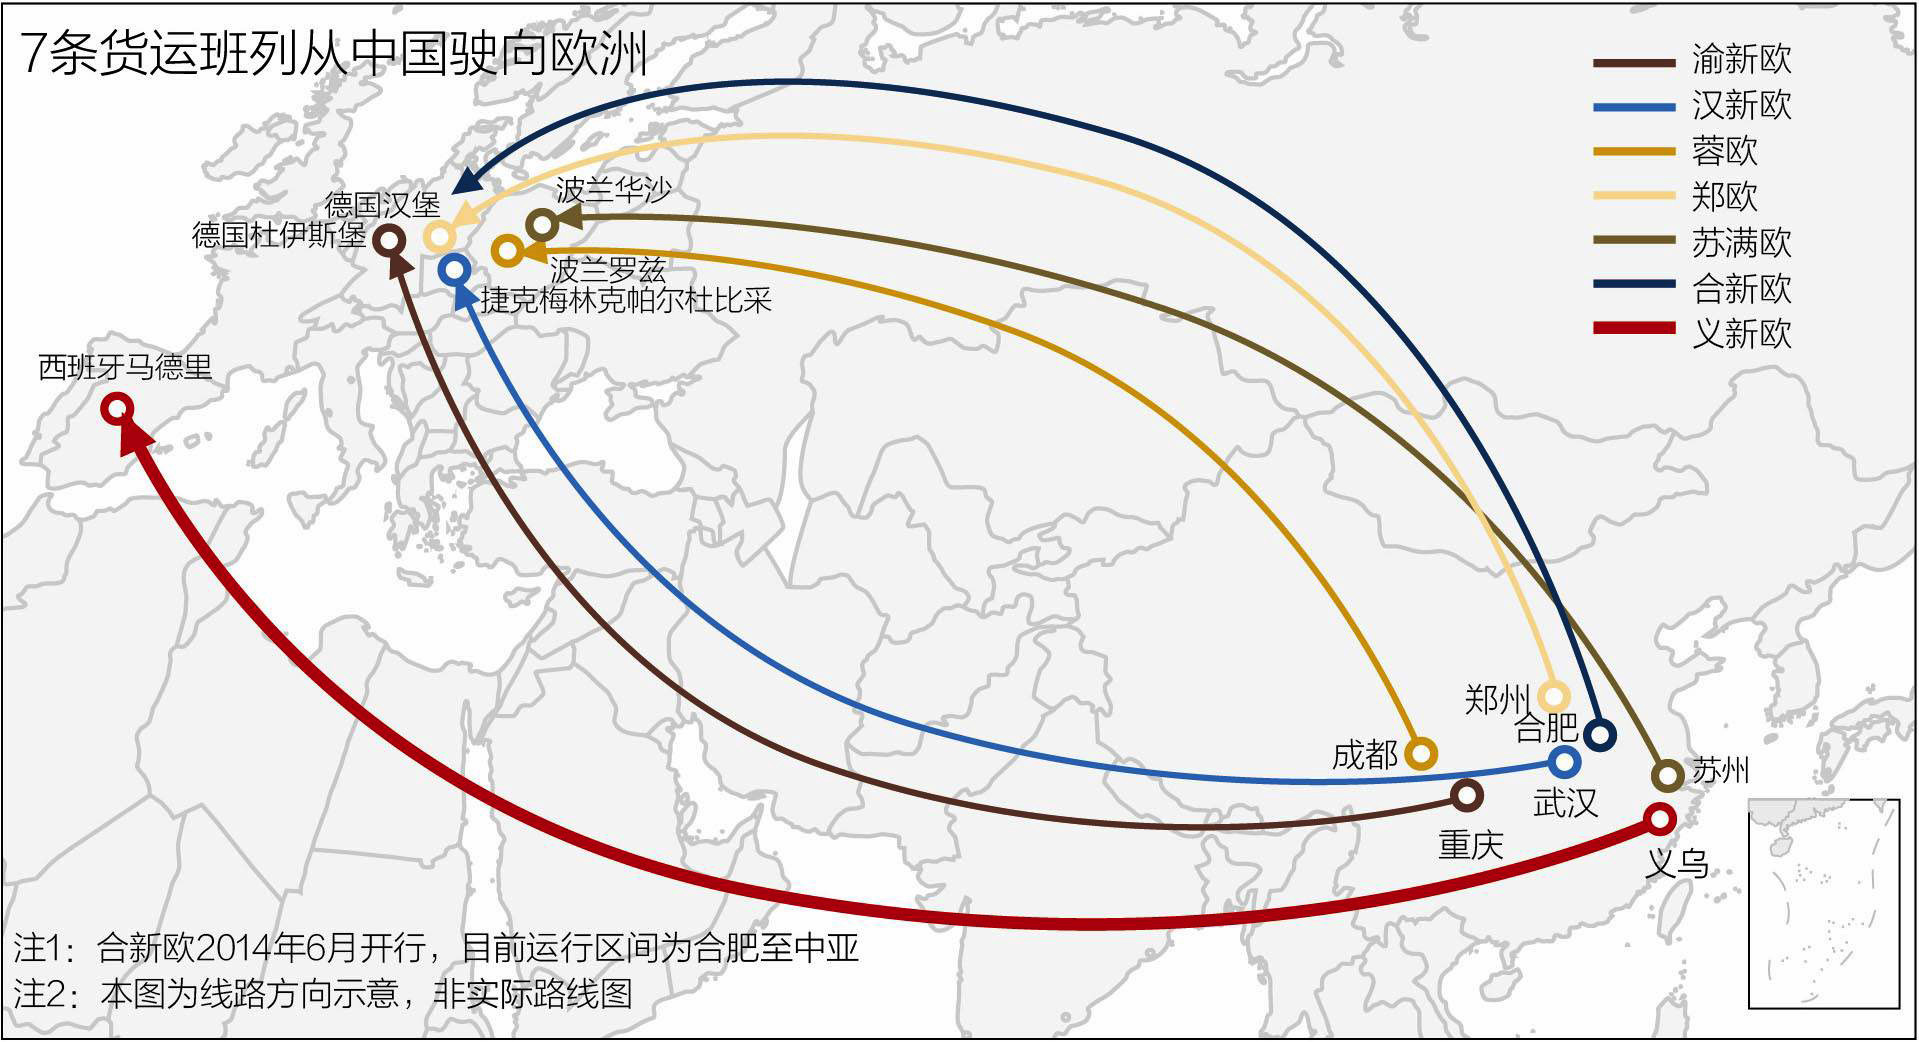 7条货运班列从中国驶向欧洲
渝新欧
汉新欧
蓉欧
郑欧
苏满欧
合新欧
义新欧
波兰华沙
德国汉堡
德国杜伊斯堡
波兰罗兹
捷克梅林克帕尔杜比采
西班牙马德里
郑州
合肥
成都
苏州
武汉
重庆
义乌
注1：合新欧2014年6月开行，目前运行区间为合肥至中亚
注2：本图为线路方向示意，非实际路线图